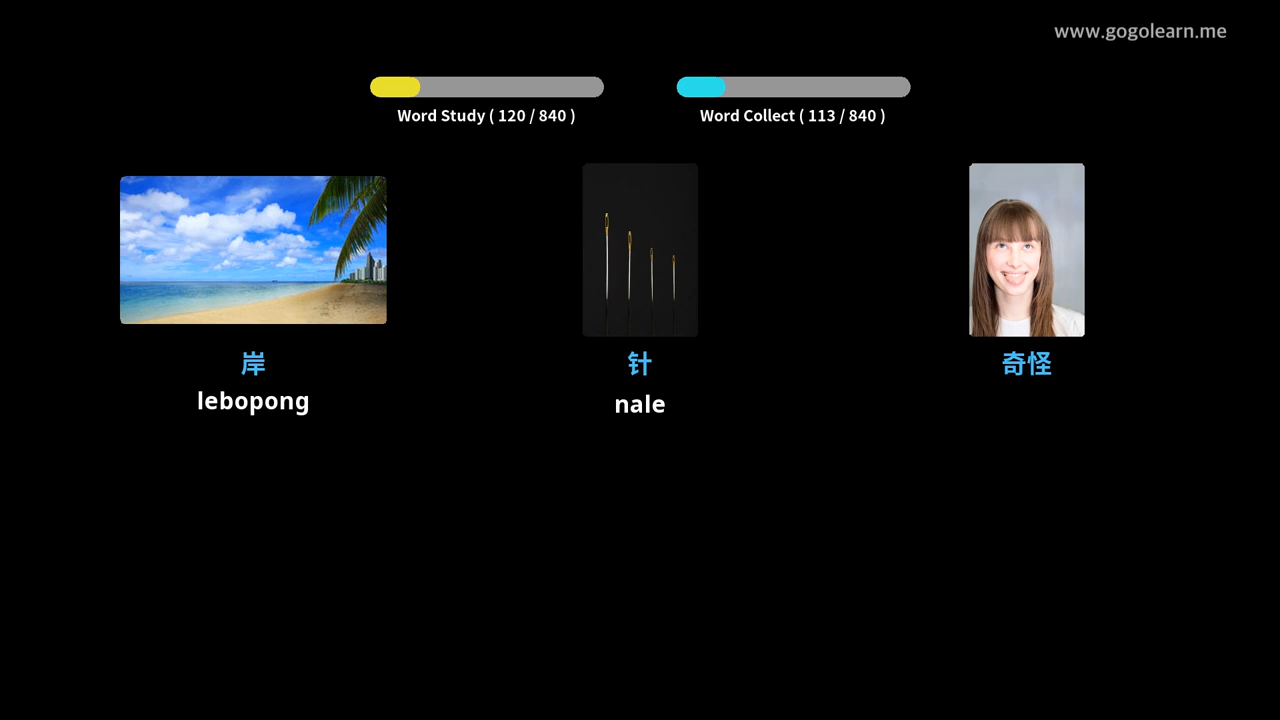 www.gogolearn.me
Word Study ( 120 / 840 )
Word Collect ( 113 / 840 )
岸
lebopong
针
nale
奇怪